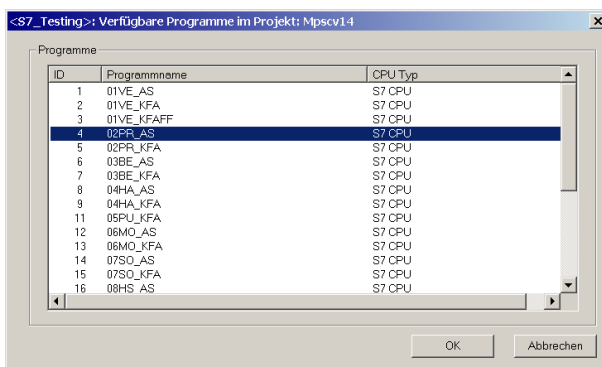 <S7_Testing>: Verfügbare Programme im Projekt: Mpscv14
Programme
ID Programmname CPU Typ
1 01VE_AS S7 CPU
2 01VE_KFA S7 CPU
3 01VE_KFAFF S7 CPU
4 02PR_AS S7 CPU
5 02PR_KFA S7 CPU
6 03BE_AS S7 CPU
7 03BE_KFA S7 CPU
8 04HA_AS S7 CPU
9 04HA_KFA S7 CPU
11 05PU_KFA S7 CPU
12 06MO_AS S7 CPU
13 06MO_KFA S7 CPU
14 07SO_AS S7 CPU
15 07SO_KFA S7 CPU
16 08HS_AS S7 CPU
OK Abbrechen